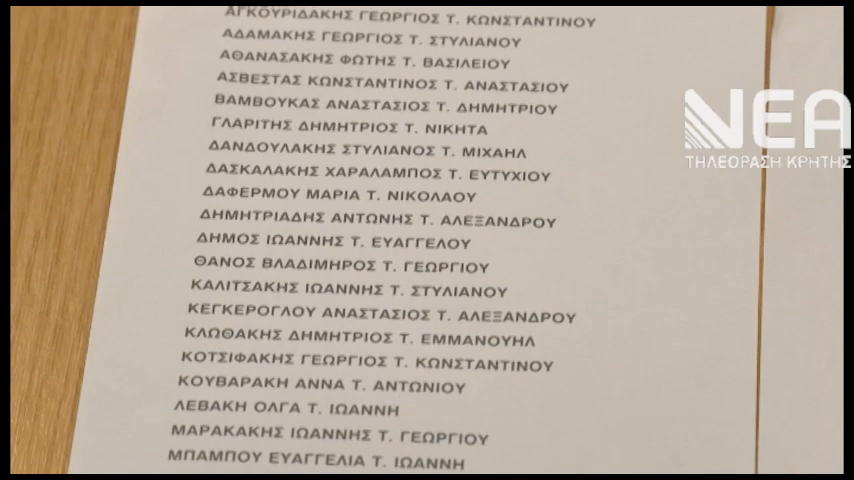 ΑΓΚΟΥΡΙΔΑΚΗΣ ΓΕΩΡΓΙΟΣ Τ. ΚΩΝΣΤΑΝΤΙΝΟΥ
ΑΔΑΜΑΚΗΣ ΓΕΩΡΓΙΟΣ Τ. ΣΤΥΛΙΑΝΟΥ
ΑΘΑΝΑΣΑΚΗΣ ΦΩΤΗΣ Τ. ΒΑΣΙΛΕΙΟΥ
ΑΣΒΕΣΤΑΣ ΚΩΝΣΤΑΝΤΙΝΟΣ Τ. ΑΝΑΣΤΑΣΙΟΥ
ΒΑΜΒΟΥΚΑΣ ΑΝΑΣΤΑΣΙΟΣ Τ. ΔΗΜΗΤΡΙΟΥ
ΓΛΑΡΙΤΗΣ ΔΗΜΗΤΡΙΟΣ Τ. ΝΙΚΗΤΑ
ΔΑΝΔΟΥΛΑΚΗΣ ΣΤΥΛΙΑΝΟΣ Τ. ΜΙΧΑΗΛ
ΔΑΣΚΑΛΑΚΗΣ ΧΑΡΑΛΑΜΠΟΣ Τ. ΕΥΤΥΧΙΟΥ
ΔΑΦΕΡΜΟΥ ΜΑΡΙΑ Τ. ΝΙΚΟΛΑΟΥ
ΔΗΜΗΤΡΙΑΔΗΣ ΑΝΤΩΝΗΣ Τ. ΑΛΕΞΑΝΔΡΟΥ
ΔΗΜΟΣ ΙΩΑΝΝΗΣ Τ. ΕΥΑΓΓΕΛΟΥ
ΘΑΝΟΣ ΒΛΑΔΙΜΗΡΟΣ Τ. ΓΕΩΡΓΙΟΥ
ΚΑΛΙΤΣΑΚΗΣ ΙΩΑΝΝΗΣ Τ. ΣΤΥΛΙΑΝΟΥ
ΚΕΓΚΕΡΟΓΛΟΥ ΑΝΑΣΤΑΣΙΟΣ Τ. ΑΛΕΞΑΝΔΡΟΥ
ΚΛΩΘΑΚΗΣ ΔΗΜΗΤΡΙΟΣ Τ. ΕΜΜΑΝΟΥΗΛ
ΚΟΤΣΙΦΑΚΗΣ ΓΕΩΡΓΙΟΣ Τ. ΚΩΝΣΤΑΝΤΙΝΟΥ
ΚΟΥΒΑΡΑΚΗ ΑΝΝΑ Τ. ΑΝΤΩΝΙΟΥ
ΛΕΒΑΚΗ ΟΛΓΑ Τ. ΙΩΑΝΝΗ
ΜΑΡΑΚΑΚΗΣ ΙΩΑΝΝΗΣ Τ. ΓΕΩΡΓΙΟΥ
ΜΠΑΜΠΟΥ ΕΥΑΓΓΕΛΙΑ Τ. ΙΩΑΝΝΗ
ΝΕΑ
ΤΗΛΕΟΡΑΣΗ ΚΡΗΤΗΣ